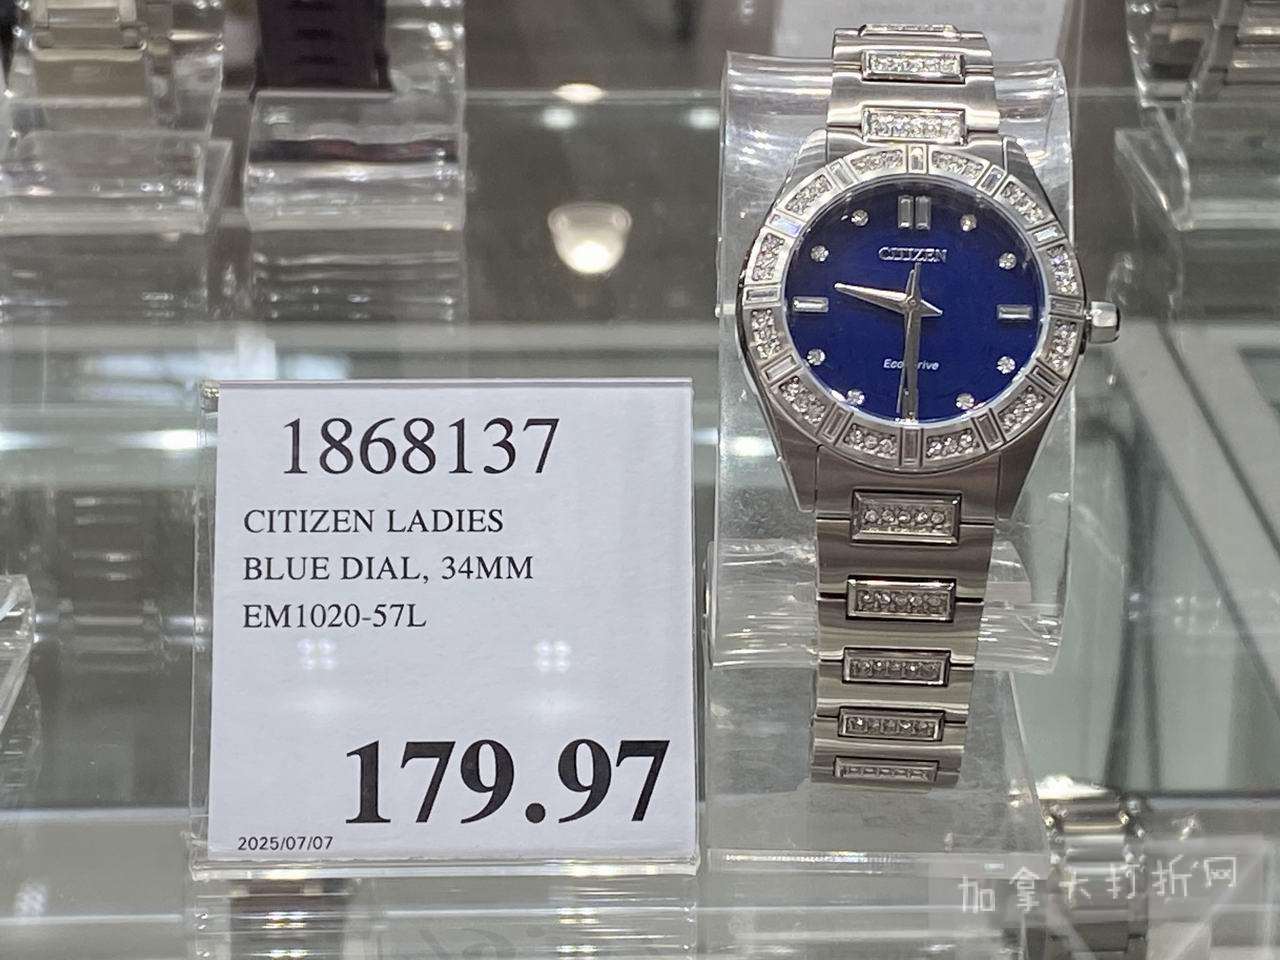 CITIZEN
Eco-Drive
1868137
CITIZEN LADIES
BLUE DIAL, 34MM
EM1020-57L
179.97
2025/07/07
加拿大打折网